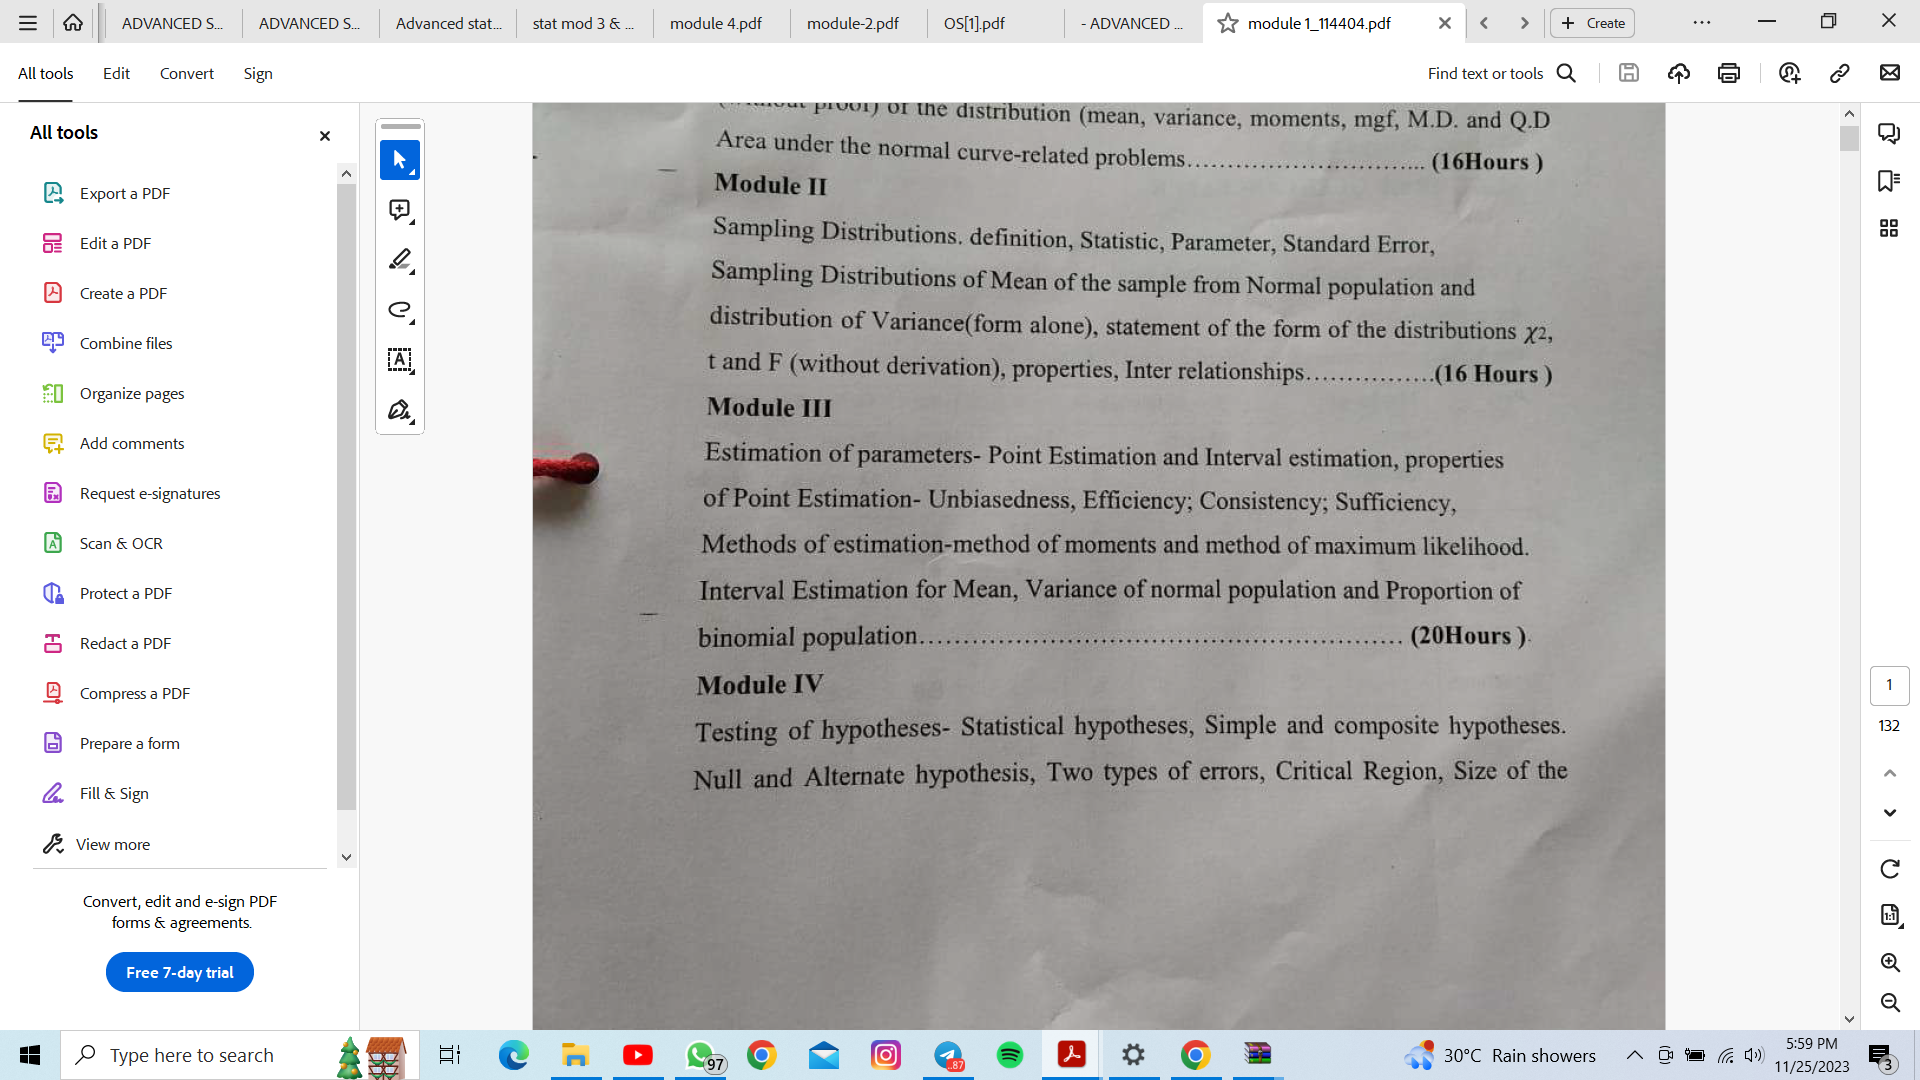 ADVANCED S...
ADVANCED S...
Advanced stat...
stat mod 3 & ...
module 4.pdf
module-2.pdf
OS[1].pdf
- ADVANCED ...
module 1_114404.pdf
Create
All tools
Edit
Convert
Sign
Find text or tools
All tools
Export a PDF
Edit a PDF
Create a PDF
Combine files
Organize pages
Add comments
Request e-signatures
Scan & OCR
Protect a PDF
Redact a PDF
Compress a PDF
Prepare a form
Fill & Sign
View more
Convert, edit and e-sign PDF
forms & agreements.
Free 7-day trial
(without proof) of the distribution (mean, variance, moments, mgf, M.D. and Q.D
Area under the normal curve-related problems............................... (16Hours )
Module II
Sampling Distributions. definition, Statistic, Parameter, Standard Error,
Sampling Distributions of Mean of the sample from Normal population and
distribution of Variance(form alone), statement of the form of the distributions χ2,
t and F (without derivation), properties, Inter relationships................(16 Hours )
Module III
Estimation of parameters- Point Estimation and Interval estimation, properties
of Point Estimation- Unbiasedness, Efficiency; Consistency; Sufficiency,
Methods of estimation-method of moments and method of maximum likelihood.
Interval Estimation for Mean, Variance of normal population and Proportion of
binomial population........................................................ (20Hours ).
Module IV
Testing of hypotheses- Statistical hypotheses, Simple and composite hypotheses.
Null and Alternate hypothesis, Two types of errors, Critical Region, Size of the
1
132
Type here to search
97
..87
30°C Rain showers
5:59 PM
11/25/2023
3